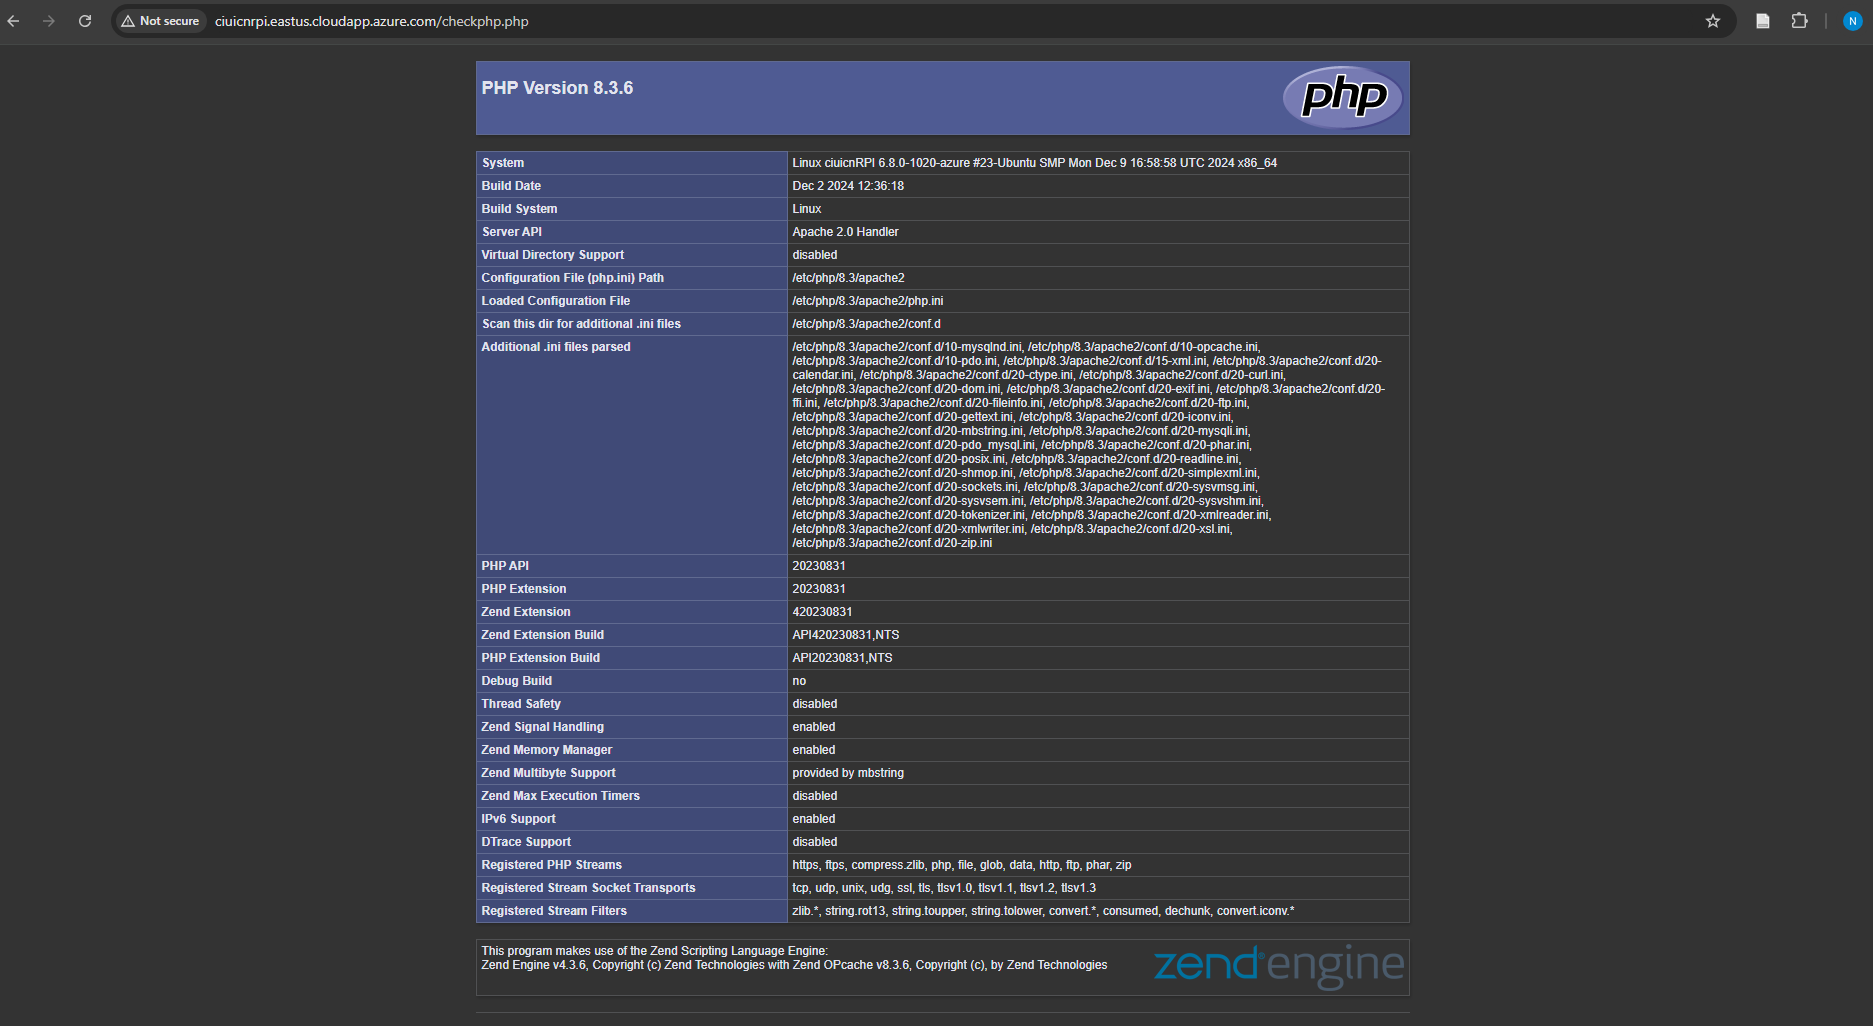 Not secure ciuicnrpi.eastus.cloudapp.azure.com/checkphp.php
N
PHP Version 8.3.6
php
System Linux ciuicnRPI 6.8.0-1020-azure #23-Ubuntu SMP Mon Dec 9 16:58:58 UTC 2024 x86_64
Build Date Dec 2 2024 12:36:18
Build System Linux
Server API Apache 2.0 Handler
Virtual Directory Support disabled
Configuration File (php.ini) Path /etc/php/8.3/apache2
Loaded Configuration File /etc/php/8.3/apache2/php.ini
Scan this dir for additional .ini files /etc/php/8.3/apache2/conf.d
Additional .ini files parsed /etc/php/8.3/apache2/conf.d/10-mysqlnd.ini, /etc/php/8.3/apache2/conf.d/10-opcache.ini,
/etc/php/8.3/apache2/conf.d/10-pdo.ini, /etc/php/8.3/apache2/conf.d/15-xml.ini, /etc/php/8.3/apache2/conf.d/20-
calendar.ini, /etc/php/8.3/apache2/conf.d/20-ctype.ini, /etc/php/8.3/apache2/conf.d/20-curl.ini,
/etc/php/8.3/apache2/conf.d/20-dom.ini, /etc/php/8.3/apache2/conf.d/20-exif.ini, /etc/php/8.3/apache2/conf.d/20-
ffi.ini, /etc/php/8.3/apache2/conf.d/20-fileinfo.ini, /etc/php/8.3/apache2/conf.d/20-ftp.ini,
/etc/php/8.3/apache2/conf.d/20-gettext.ini, /etc/php/8.3/apache2/conf.d/20-iconv.ini,
/etc/php/8.3/apache2/conf.d/20-mbstring.ini, /etc/php/8.3/apache2/conf.d/20-mysqli.ini,
/etc/php/8.3/apache2/conf.d/20-pdo_mysql.ini, /etc/php/8.3/apache2/conf.d/20-phar.ini,
/etc/php/8.3/apache2/conf.d/20-posix.ini, /etc/php/8.3/apache2/conf.d/20-readline.ini,
/etc/php/8.3/apache2/conf.d/20-shmop.ini, /etc/php/8.3/apache2/conf.d/20-simplexml.ini,
/etc/php/8.3/apache2/conf.d/20-sockets.ini, /etc/php/8.3/apache2/conf.d/20-sysvmsg.ini,
/etc/php/8.3/apache2/conf.d/20-sysvsem.ini, /etc/php/8.3/apache2/conf.d/20-sysvshm.ini,
/etc/php/8.3/apache2/conf.d/20-tokenizer.ini, /etc/php/8.3/apache2/conf.d/20-xmlreader.ini,
/etc/php/8.3/apache2/conf.d/20-xmlwriter.ini, /etc/php/8.3/apache2/conf.d/20-xsl.ini,
/etc/php/8.3/apache2/conf.d/20-zip.ini
PHP API 20230831
PHP Extension 20230831
Zend Extension 420230831
Zend Extension Build API420230831,NTS
PHP Extension Build API20230831,NTS
Debug Build no
Thread Safety disabled
Zend Signal Handling enabled
Zend Memory Manager enabled
Zend Multibyte Support provided by mbstring
Zend Max Execution Timers disabled
IPv6 Support enabled
DTrace Support disabled
Registered PHP Streams https, ftps, compress.zlib, php, file, glob, data, http, ftp, phar, zip
Registered Stream Socket Transports tcp, udp, unix, udg, ssl, tls, tlsv1.0, tlsv1.1, tlsv1.2, tlsv1.3
Registered Stream Filters zlib.*, string.rot13, string.toupper, string.tolower, convert.*, consumed, dechunk, convert.iconv.*
This program makes use of the Zend Scripting Language Engine:
Zend Engine v4.3.6, Copyright (c) Zend Technologies with Zend OPcache v8.3.6, Copyright (c), by Zend Technologies
zend engine